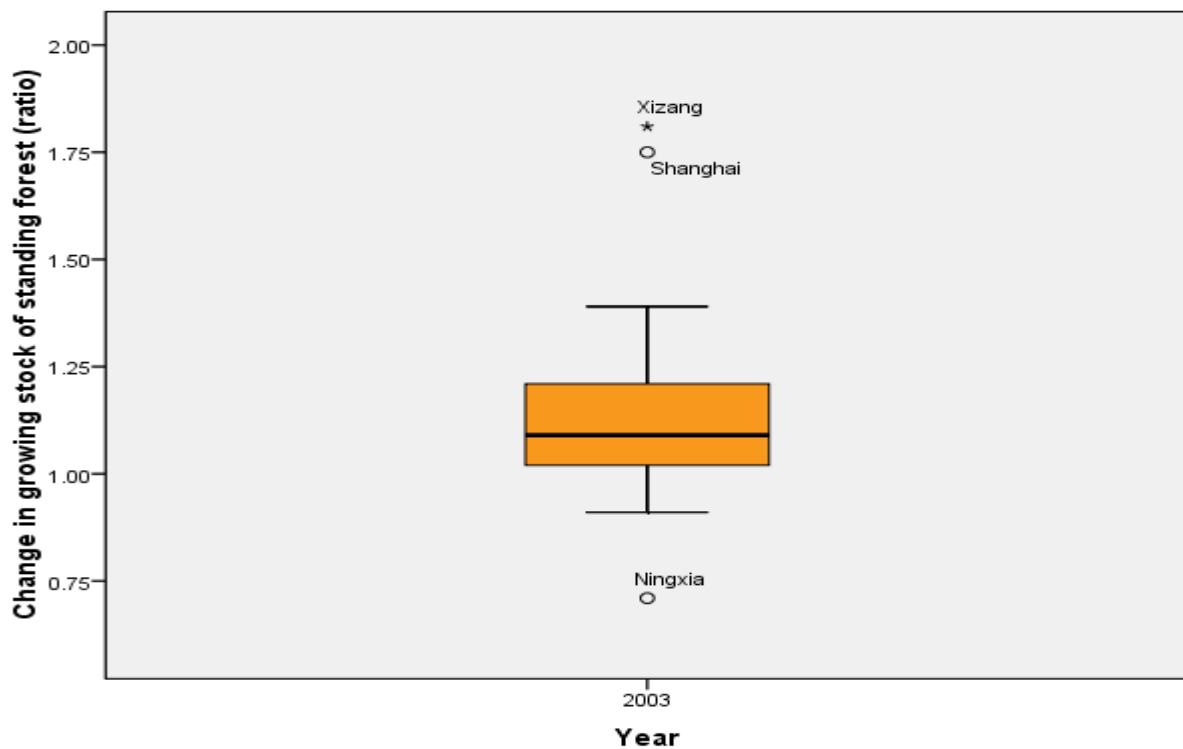 Change in growing stock of standing forest (ratio)
2.00
1.75
1.50
1.25
1.00
0.75
Xizang
Shanghai
Ningxia
2003
Year